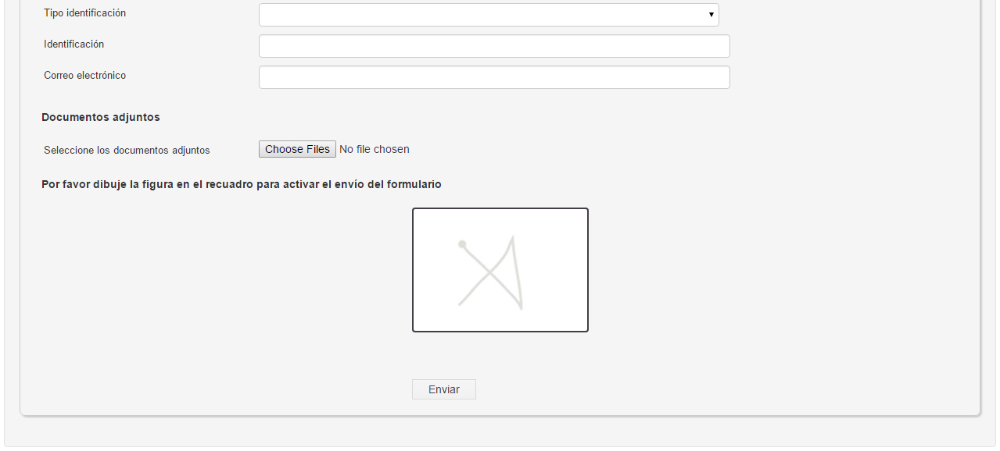 Tipo identificación
Identificación
Correo electrónico
Documentos adjuntos
Seleccione los documentos adjuntos Choose Files No file chosen
Por favor dibuje la figura en el recuadro para activar el envío del formulario
Enviar